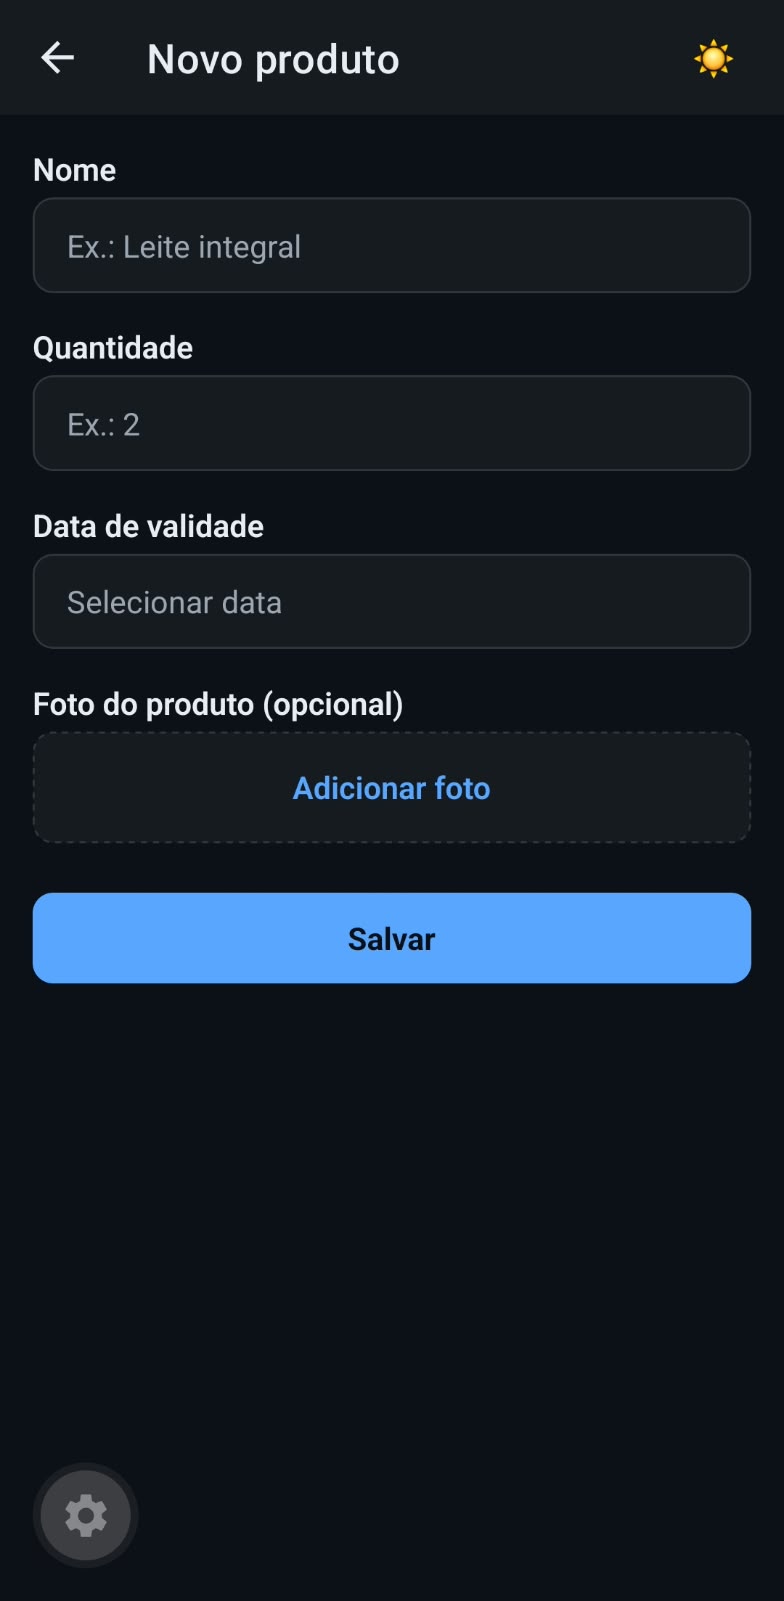 Novo produto
Nome
Ex.: Leite integral
Quantidade
Ex.: 2
Data de validade
Selecionar data
Foto do produto (opcional)
Adicionar foto
Salvar